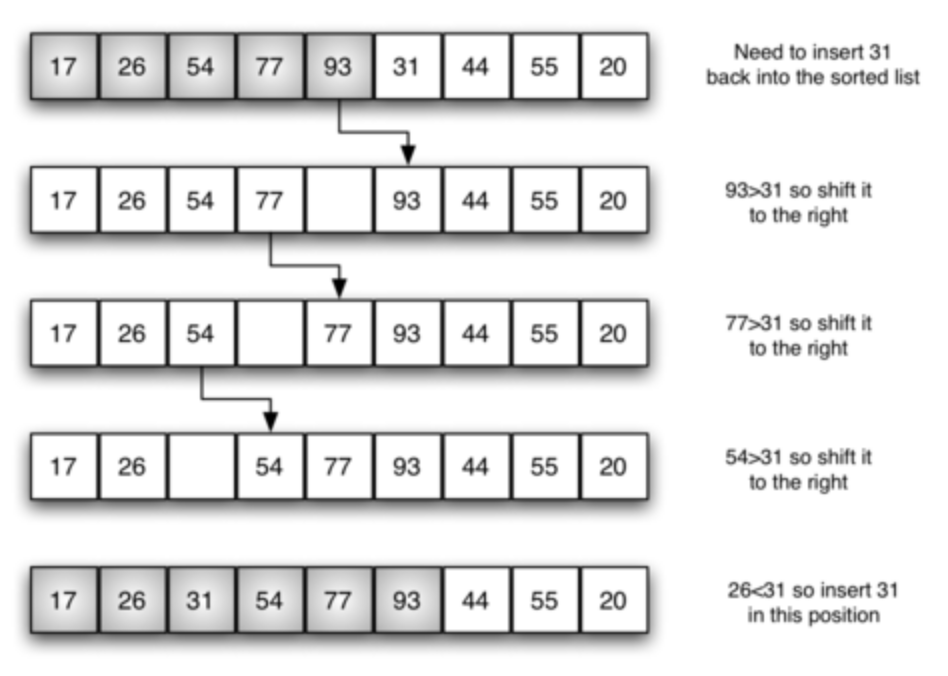 17 26 54 77 93 31 44 55 20
Need to insert 31
back into the sorted list
17 26 54 77 93 44 55 20
93>31 so shift it
to the right
17 26 54 77 93 44 55 20
77>31 so shift it
to the right
17 26 54 77 93 44 55 20
54>31 so shift it
to the right
17 26 31 54 77 93 44 55 20
26<31 so insert 31
in this position